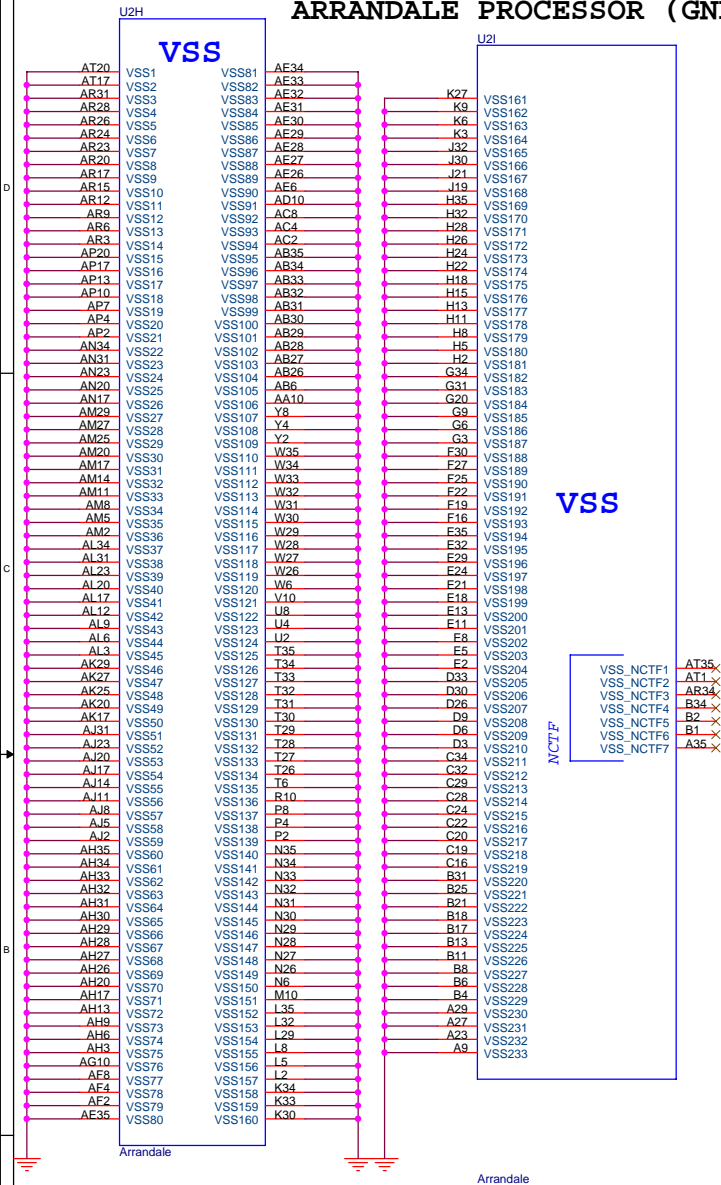 ARRANDALE PROCESSOR (GN
U2H
VSS
AT20 VSS1 VSS81 AE34
AT17 VSS2 VSS82 AE33
AR31 VSS3 VSS83 AE32
AR28 VSS4 VSS84 AE31
AR26 VSS5 VSS85 AE30
AR24 VSS6 VSS86 AE29
AR23 VSS7 VSS87 AE28
AR20 VSS8 VSS88 AE27
AR17 VSS9 VSS89 AE26
AR15 VSS10 VSS90 AE6
AR12 VSS11 VSS91 AD10
AR9 VSS12 VSS92 AC8
AR6 VSS13 VSS93 AC4
AR3 VSS14 VSS94 AC2
AP20 VSS15 VSS95 AB35
AP17 VSS16 VSS96 AB34
AP13 VSS17 VSS97 AB33
AP10 VSS18 VSS98 AB32
AP7 VSS19 VSS99 AB31
AP4 VSS20 VSS100 AB30
AP2 VSS21 VSS101 AB29
AN34 VSS22 VSS102 AB28
AN31 VSS23 VSS103 AB27
AN23 VSS24 VSS104 AB26
AN20 VSS25 VSS105 AB6
AN17 VSS26 VSS106 AA10
AM29 VSS27 VSS107 Y8
AM27 VSS28 VSS108 Y4
AM25 VSS29 VSS109 Y2
AM20 VSS30 VSS110 W35
AM17 VSS31 VSS111 W34
AM14 VSS32 VSS112 W33
AM11 VSS33 VSS113 W32
AM8 VSS34 VSS114 W31
AM5 VSS35 VSS115 W30
AM2 VSS36 VSS116 W29
AL34 VSS37 VSS117 W28
AL31 VSS38 VSS118 W27
AL23 VSS39 VSS119 W26
AL20 VSS40 VSS120 W6
AL17 VSS41 VSS121 V10
AL12 VSS42 VSS122 U8
AL9 VSS43 VSS123 U4
AL6 VSS44 VSS124 U2
AL3 VSS45 VSS125 T35
AK29 VSS46 VSS126 T34
AK27 VSS47 VSS127 T33
AK25 VSS48 VSS128 T32
AK20 VSS49 VSS129 T31
AK17 VSS50 VSS130 T30
AJ31 VSS51 VSS131 T29
AJ23 VSS52 VSS132 T28
AJ20 VSS53 VSS133 T27
AJ17 VSS54 VSS134 T26
AJ14 VSS55 VSS135 T6
AJ11 VSS56 VSS136 R10
AJ8 VSS57 VSS137 P8
AJ5 VSS58 VSS138 P4
AJ2 VSS59 VSS139 P2
AH35 VSS60 VSS140 N35
AH34 VSS61 VSS141 N34
AH33 VSS62 VSS142 N33
AH32 VSS63 VSS143 N32
AH31 VSS64 VSS144 N31
AH30 VSS65 VSS145 N30
AH29 VSS66 VSS146 N29
AH28 VSS67 VSS147 N28
AH27 VSS68 VSS148 N27
AH26 VSS69 VSS149 N26
AH20 VSS70 VSS150 N6
AH17 VSS71 VSS151 M10
AH13 VSS72 VSS152 L35
AH9 VSS73 VSS153 L32
AH6 VSS74 VSS154 L29
AH3 VSS75 VSS155 L8
AG10 VSS76 VSS156 L5
AF8 VSS77 VSS157 L2
AF4 VSS78 VSS158 K34
AF2 VSS79 VSS159 K33
AE35 VSS80 VSS160 K30
Arrandale
U2I
K27 VSS161
K9 VSS162
K6 VSS163
K3 VSS164
J32 VSS165
J30 VSS166
J21 VSS167
J19 VSS168
H35 VSS169
H32 VSS170
H28 VSS171
H26 VSS172
H24 VSS173
H22 VSS174
H18 VSS175
H15 VSS176
H13 VSS177
H11 VSS178
H8 VSS179
H5 VSS180
H2 VSS181
G34 VSS182
G31 VSS183
G20 VSS184
G9 VSS185
G6 VSS186
G3 VSS187
F30 VSS188
F27 VSS189
F25 VSS190
F22 VSS191
F19 VSS192
F16 VSS193
E35 VSS194
E32 VSS195
E29 VSS196
E24 VSS197
E21 VSS198
E18 VSS199
E13 VSS200
E11 VSS201
E8 VSS202
E5 VSS203
E2 VSS204
D33 VSS205
D30 VSS206
D26 VSS207
D9 VSS208
D6 VSS209
D3 VSS210
C34 VSS211
C32 VSS212
C29 VSS213
C28 VSS214
C24 VSS215
C22 VSS216
C20 VSS217
C19 VSS218
C16 VSS219
B31 VSS220
B25 VSS221
B21 VSS222
B18 VSS223
B17 VSS224
B13 VSS225
B11 VSS226
B8 VSS227
B6 VSS228
B4 VSS229
A29 VSS230
A27 VSS231
A23 VSS232
A9 VSS233
VSS
NCTF
VSS_NCTF1 AT35
VSS_NCTF2 AT1
VSS_NCTF3 AR34
VSS_NCTF4 B34
VSS_NCTF5 B2
VSS_NCTF6 B1
VSS_NCTF7 A35
Arrandale
D
C
B